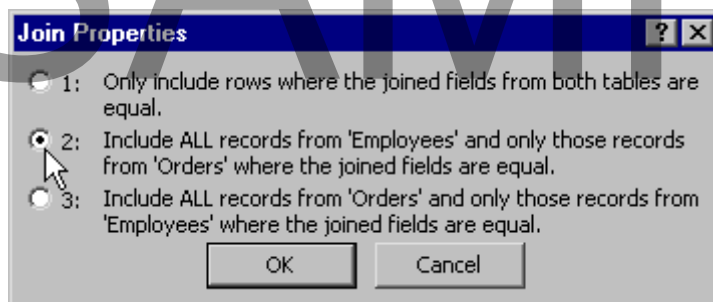 Join Properties
? X
1: Only include rows where the joined fields from both tables are
equal.
2: Include ALL records from 'Employees' and only those records
from 'Orders' where the joined fields are equal.
3: Include ALL records from 'Orders' and only those records from
'Employees' where the joined fields are equal.
OK Cancel